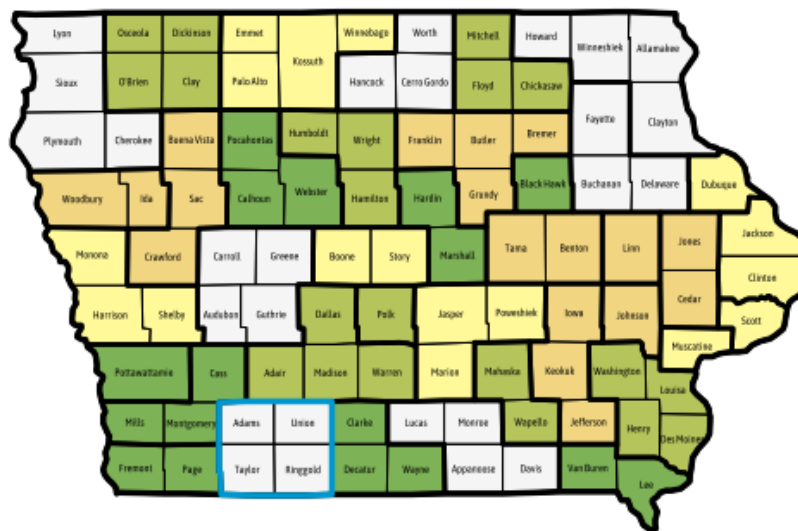 Lyon
Osceola
Dickinson
Emmet
Kossuth
Winnebago
Worth
Mitchell
Howard
Winneshiek
Allamakee
Sioux
O'Brien
Clay
Palo Alto
Hancock
Cerro Gordo
Floyd
Chickasaw
Plymouth
Cherokee
Buena Vista
Pocahontas
Humboldt
Wright
Franklin
Butler
Bremer
Fayette
Clayton
Woodbury
Ida
Sac
Calhoun
Webster
Hamilton
Hardin
Grundy
Black Hawk
Buchanan
Delaware
Dubuque
Monona
Crawford
Carroll
Greene
Boone
Story
Marshall
Tama
Benton
Linn
Jones
Jackson
Clinton
Harrison
Shelby
Audubon
Guthrie
Dallas
Polk
Jasper
Poweshiek
Iowa
Johnson
Cedar
Scott
Muscatine
Pottawattamie
Cass
Adair
Madison
Warren
Marion
Mahaska
Keokuk
Washington
Louisa
Mills
Montgomery
Adams
Union
Clarke
Lucas
Monroe
Wapello
Jefferson
Henry
Des Moines
Fremont
Page
Taylor
Ringgold
Decatur
Wayne
Appanoose
Davis
Van Buren
Lee